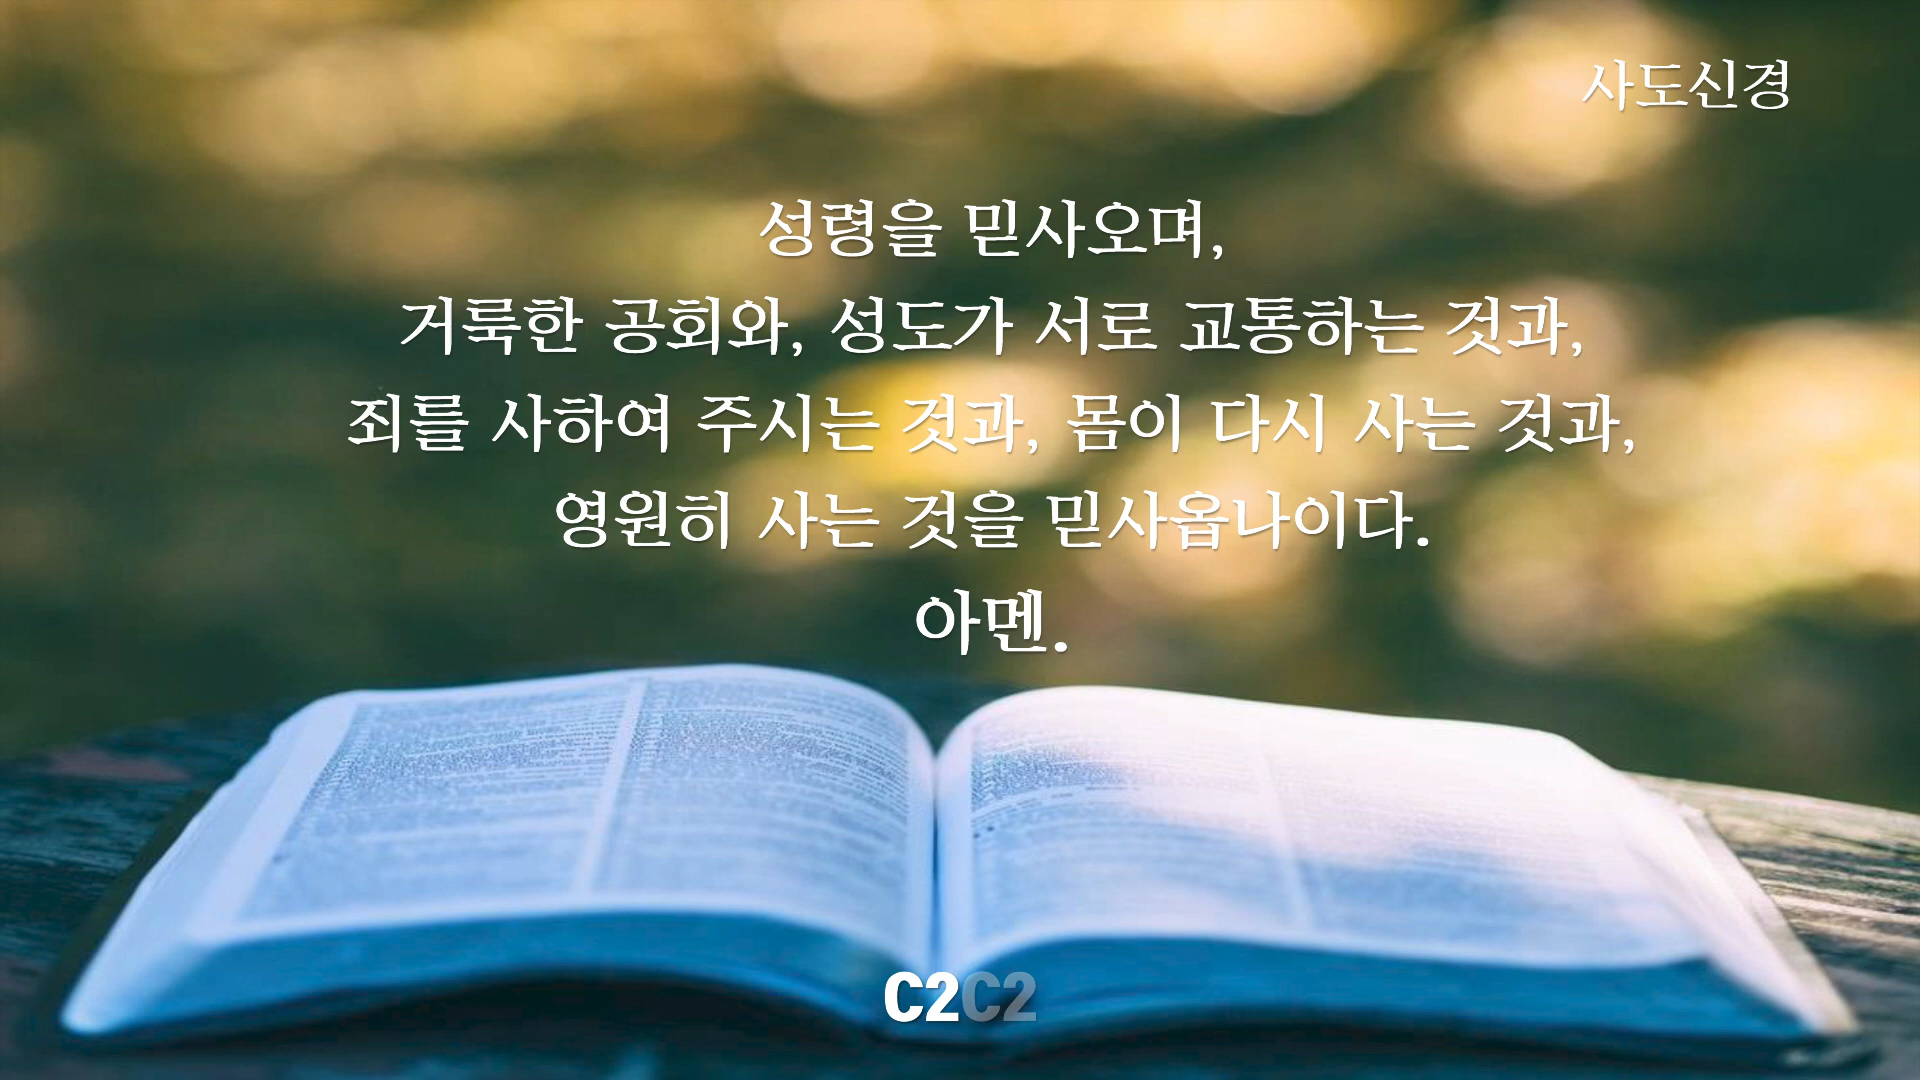 사도신경
성령을 믿사오며,
거룩한 공회와, 성도가 서로 교통하는 것과,
죄를 사하여 주시는 것과, 몸이 다시 사는 것과,
영원히 사는 것을 믿사옵나이다.
아멘.
C2C2